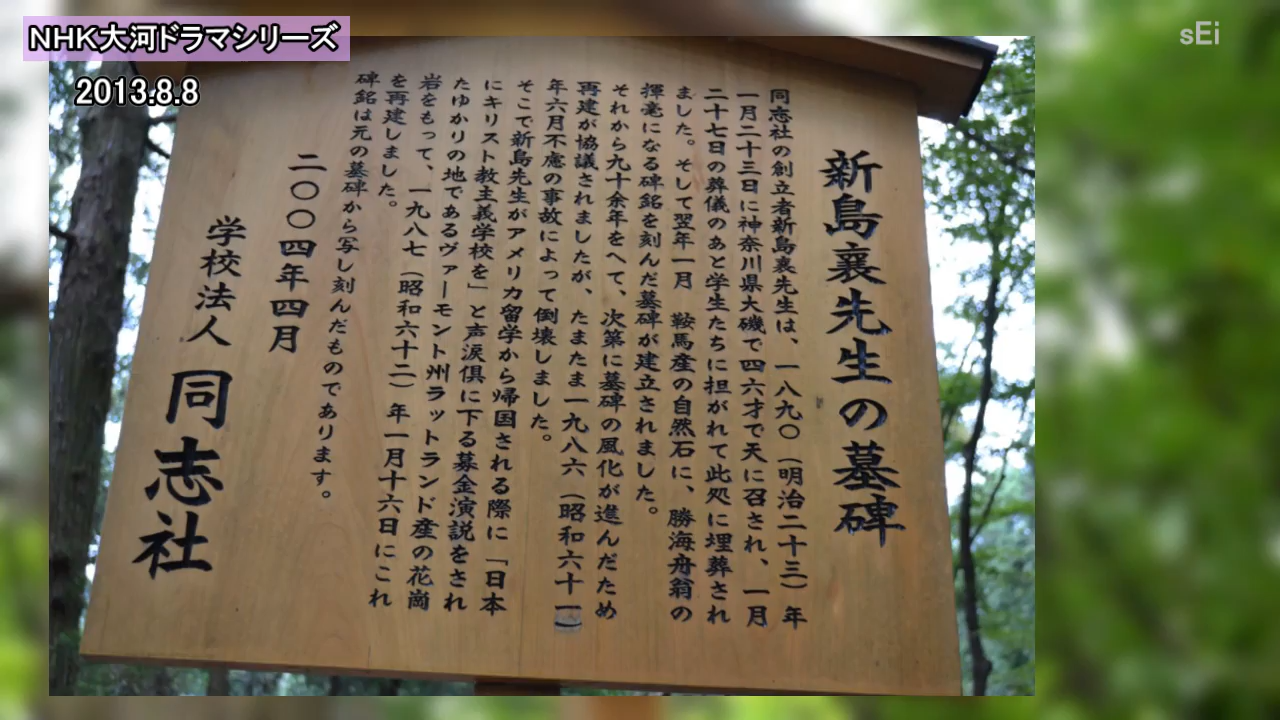 NHK大河ドラマシリーズ
2013.8.8
sEi
新島襄先生の墓碑
同志社の創立者新島襄先生は、一八九〇(明治二十三)年
一月二十三日に神奈川県大磯で四六才で天に召され、一月
二十七日の葬儀のあと学生たちに担がれて此処に埋葬され
ました。そして翌年一月 鞍馬産の自然石に、勝海舟翁の
揮毫になる碑銘を刻んだ墓碑が建立されました。
それから九十余年をへて、次第に墓碑の風化が進んだため
再建が協議されましたが、たまたま一九八六(昭和六十一)
年六月不慮の事故によって倒壊しました。
そこで新島先生がアメリカ留学から帰国される際に「日本
にキリスト教主義学校を」と声涙倶に下る募金演説をされ
たゆかりの地であるヴァーモント州ラットランド産の花崗
岩をもって、一九八七(昭和六十二)年一月十六日にこれ
を再建しました。
碑銘は元の墓碑から写し刻んだものであります。
二〇〇四年四月
学校法人 同志社